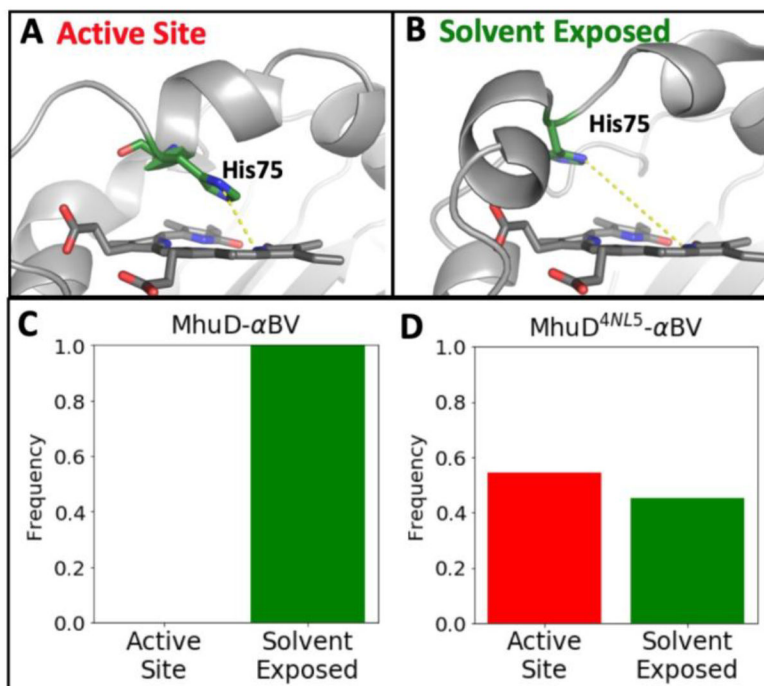 A Active Site
His75
B Solvent Exposed
His75
C
MhuD-αBV
Frequency
1.0
0.8
0.6
0.4
0.2
0.0
Active
Site
Solvent
Exposed
D
MhuD4NL5-αBV
Frequency
1.0
0.8
0.6
0.4
0.2
0.0
Active
Site
Solvent
Exposed